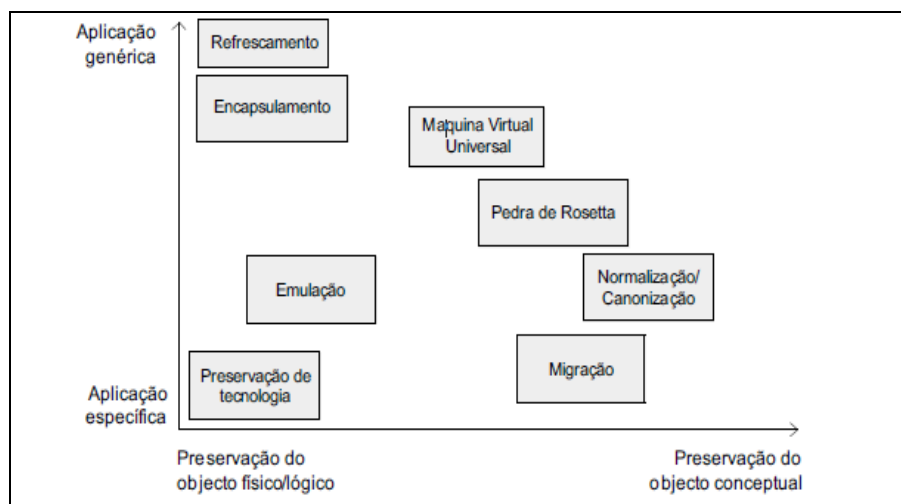 Aplicação
genérica
Refrescamento
Encapsulamento
Maquina Virtual
Universal
Pedra de Rosetta
Emulação
Normalização/
Canonização
Preservação de
tecnologia
Migração
Aplicação
específica
Preservação do
objecto físico/lógico
Preservação do
objecto conceptual